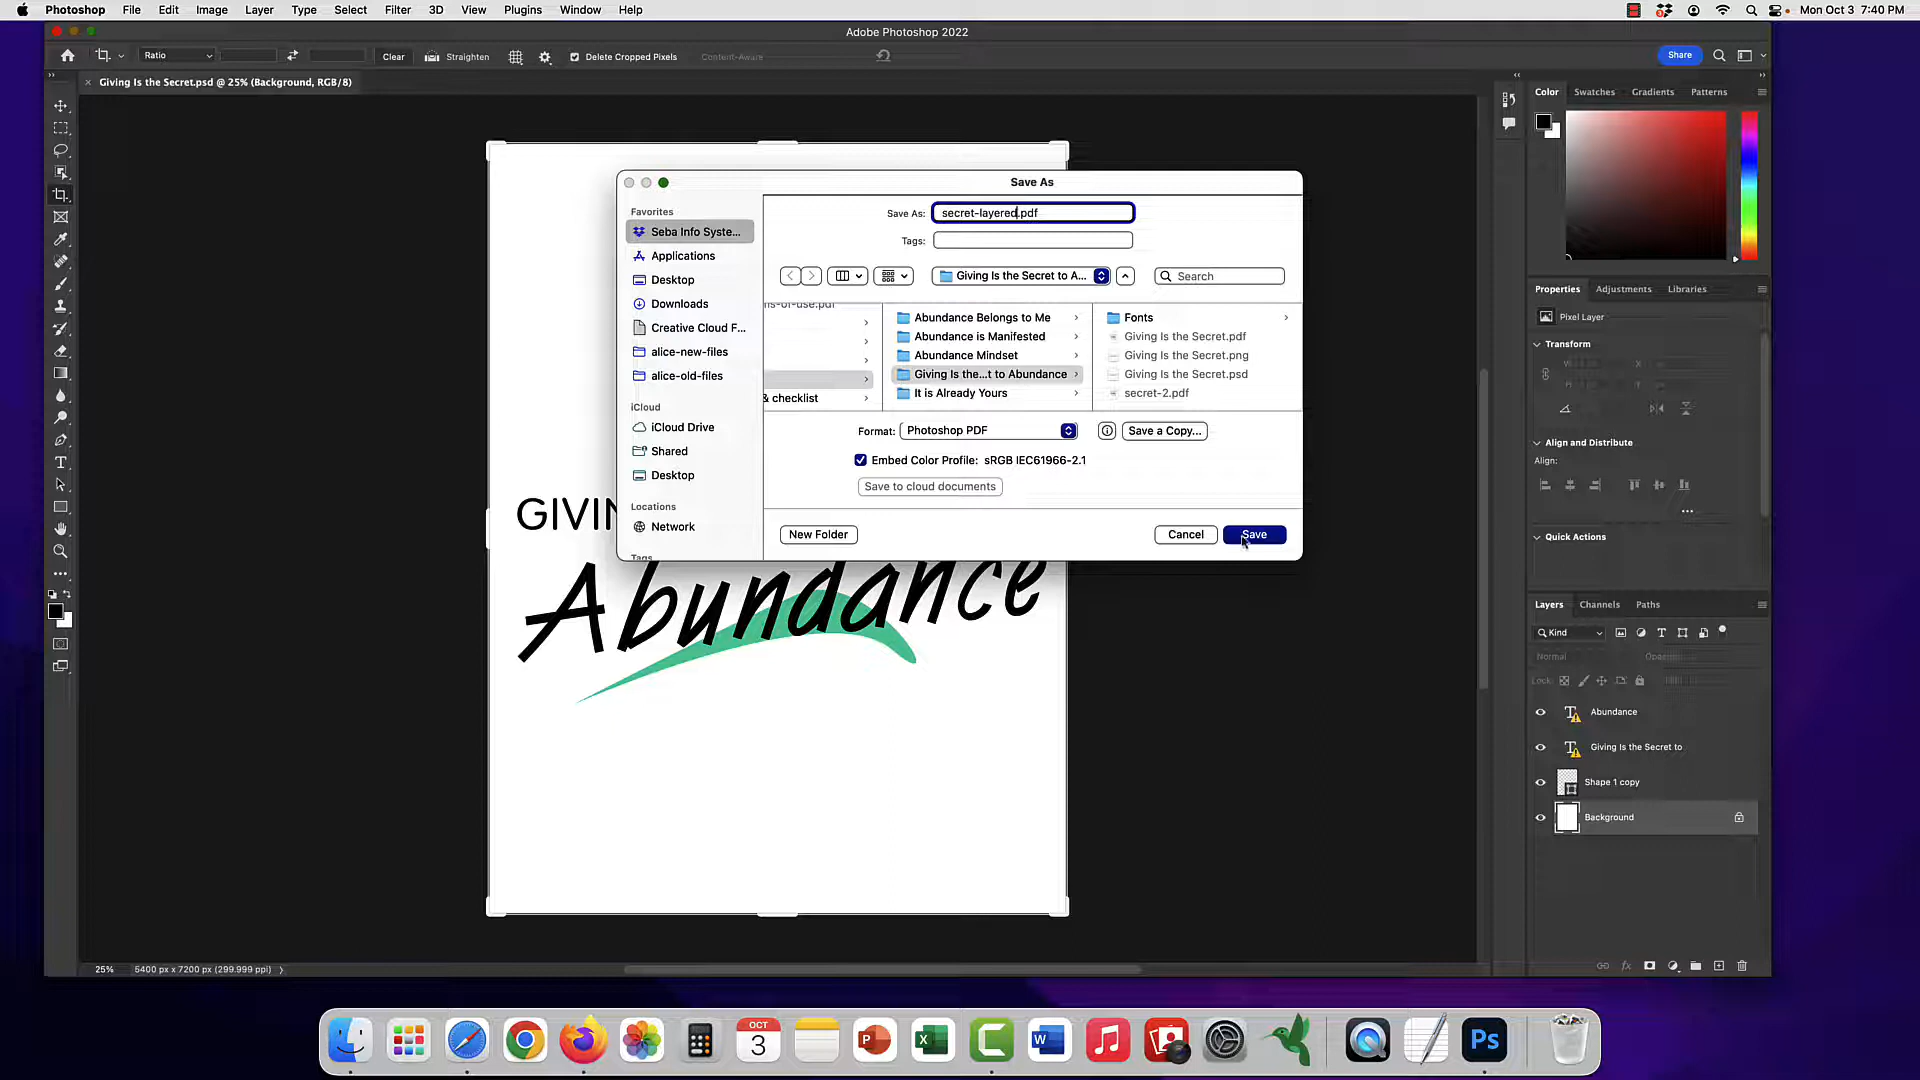 Photoshop File Edit Image Layer Type Select Filter 3D View Plugins Window Help
Mon Oct 3 7:40 PM
Adobe Photoshop 2022
Ratio
Clear
Straighten
Delete Cropped Pixels
Content-Aware
Share
Giving Is the Secret.psd @ 25% (Background, RGB/8)
Color Swatches Gradients Patterns
Save As
Favorites
Seba Info Syste...
Applications
Desktop
Downloads
Creative Cloud F...
alice-new-files
alice-old-files
iCloud
iCloud Drive
Shared
Desktop
Locations
Network
Tags
Save As: secret-layered.pdf
Tags:
Giving Is the Secret to A...
Search
ns-of-use.pdf
& checklist
Abundance Belongs to Me
Abundance is Manifested
Abundance Mindset
Giving Is the...t to Abundance
It is Already Yours
Fonts
Giving Is the Secret.pdf
Giving Is the Secret.png
Giving Is the Secret.psd
secret-2.pdf
Format: Photoshop PDF
Save a Copy...
Embed Color Profile: sRGB IEC61966-2.1
Save to cloud documents
New Folder
Cancel
Save
GIVIN
Abundance
Properties Adjustments Libraries
Pixel Layer
Transform
Align and Distribute
Align:
Quick Actions
Layers Channels Paths
Kind
Normal
Lock:
Abundance
Giving Is the Secret to
Shape 1 copy
Background
25%
5400 px x 7200 px (299.999 ppi)
OCT
3
P
X
C
W
Ps